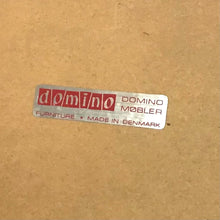 domino DOMINO
MØBLER
FURNITURE • MADE IN DENMARK